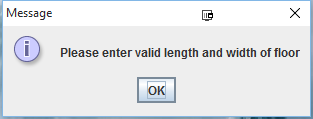 Message
Please enter valid length and width of floor
OK